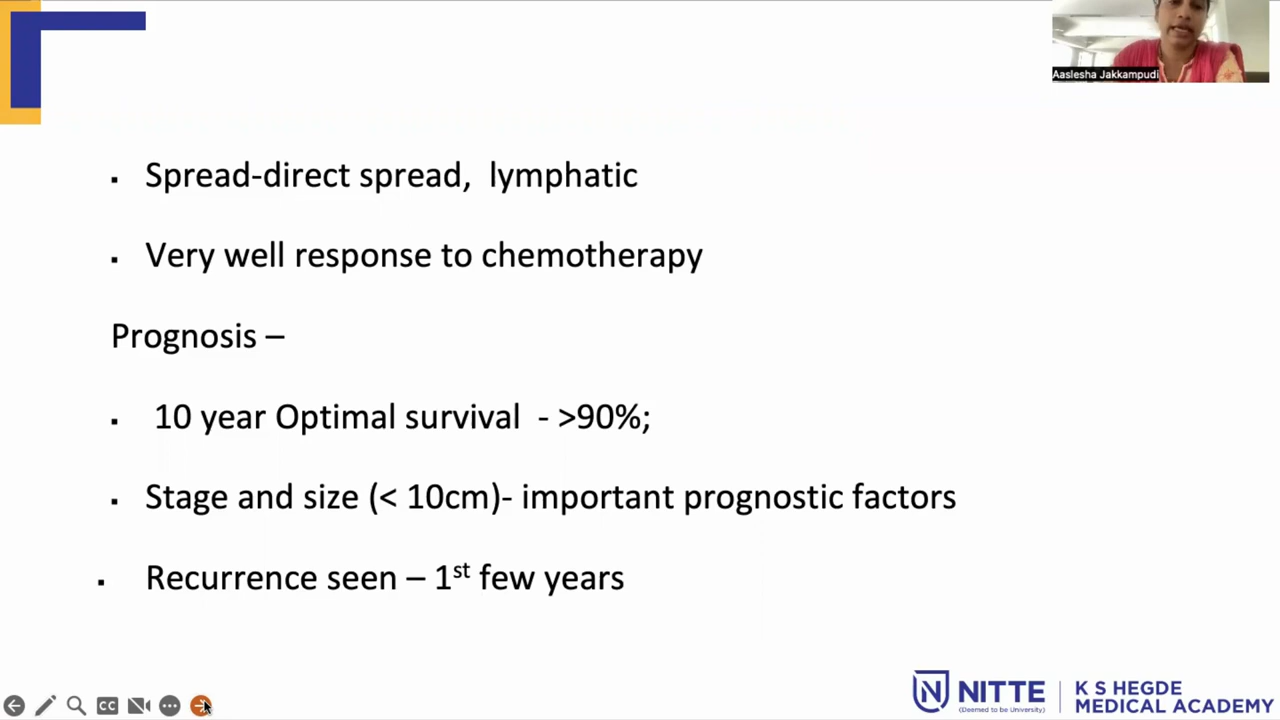 Aaslesha Jakkampudi
▪ Spread-direct spread, lymphatic
▪ Very well response to chemotherapy
Prognosis –
▪ 10 year Optimal survival - >90%;
▪ Stage and size (< 10cm)- important prognostic factors
▪ Recurrence seen – 1st few years
CC
N NITTE
(Deemed to be University)
K S HEGDE
MEDICAL ACADEMY